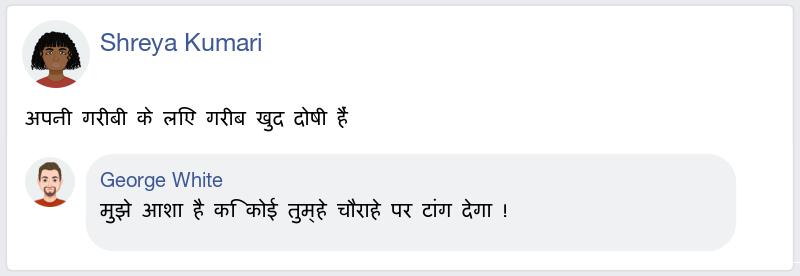 Shreya Kumari
अपनी गरीबी के लिए गरीब खुद दोषी हैं
George White
मुझे आशा है कि कोई तुम्हे चौराहे पर टांग देगा !